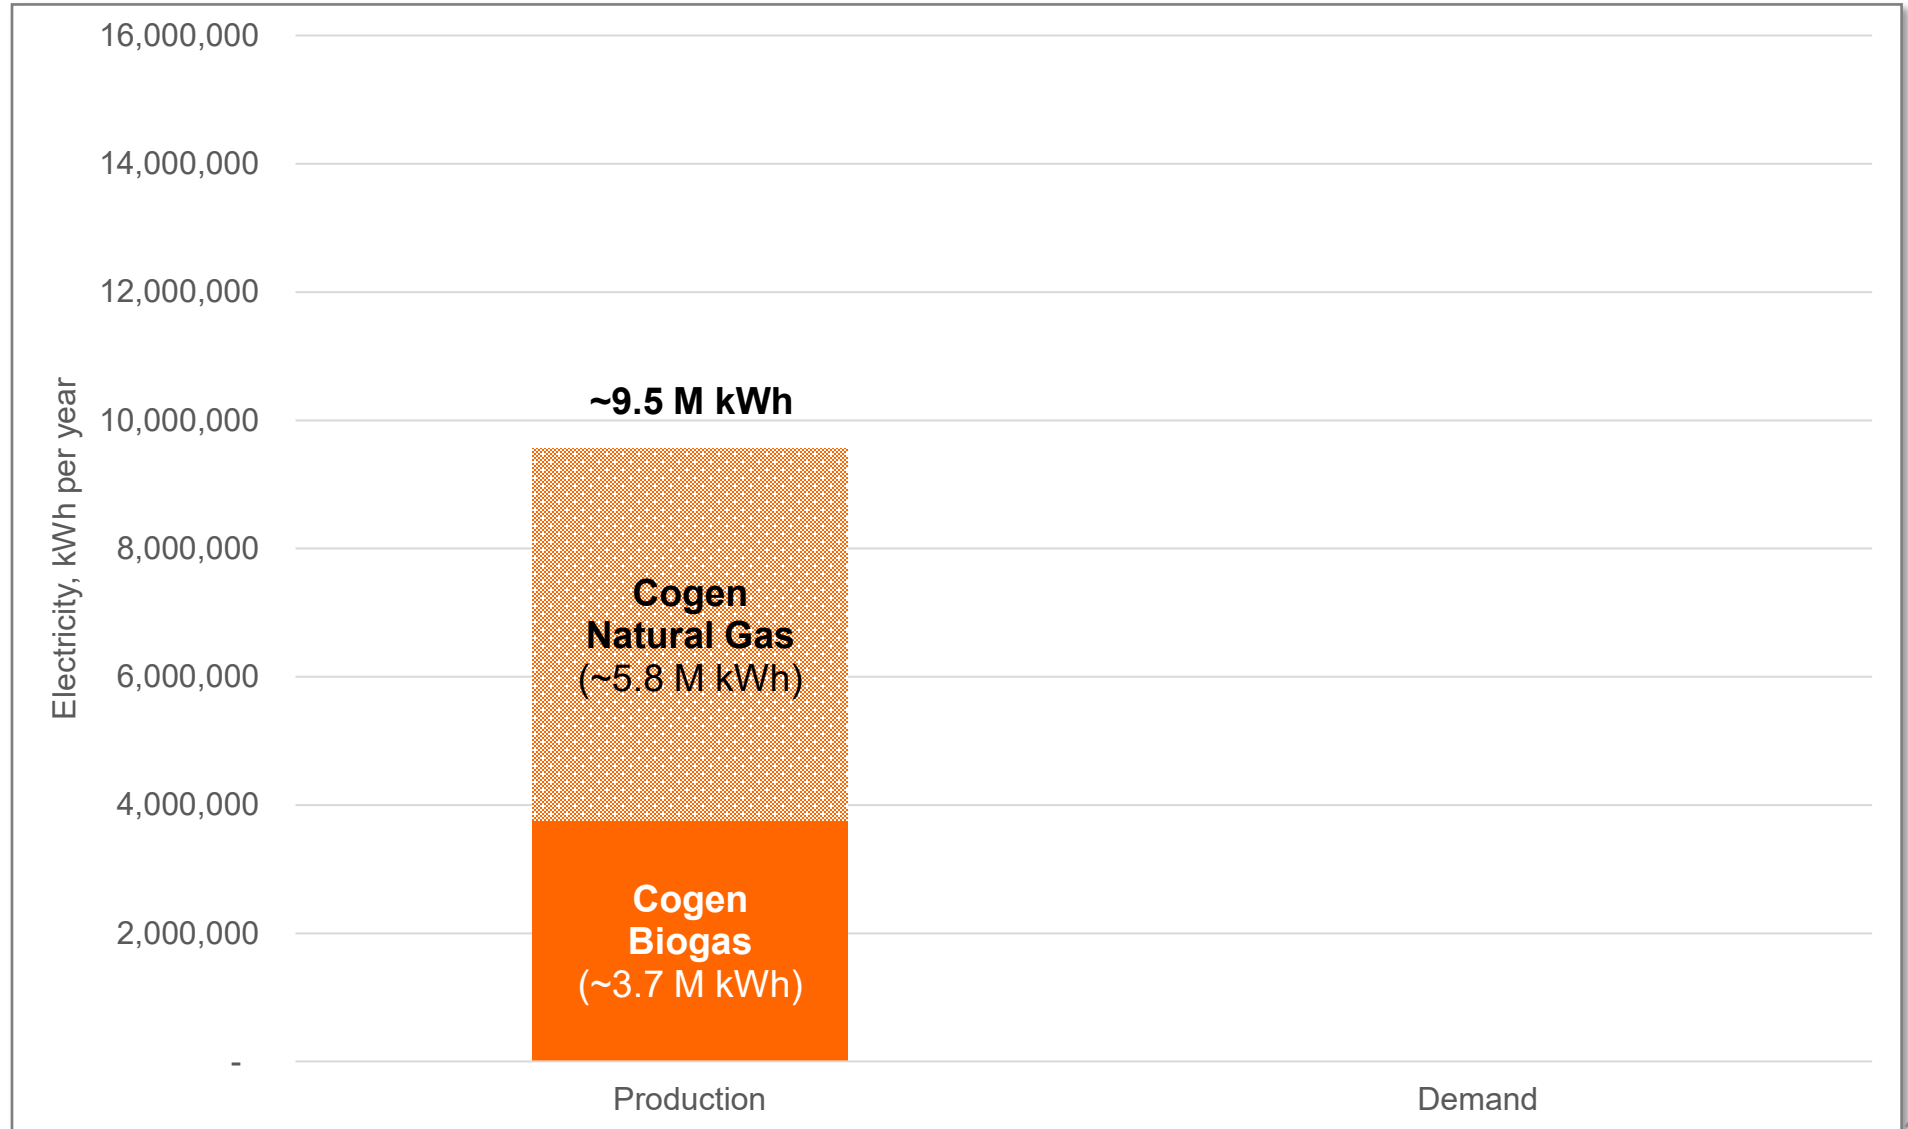 16,000,000
14,000,000
12,000,000
10,000,000
8,000,000
6,000,000
4,000,000
2,000,000
-
Electricity, kWh per year
~9.5 M kWh
Cogen
Natural Gas
(~5.8 M kWh)
Cogen
Biogas
(~3.7 M kWh)
Production
Demand